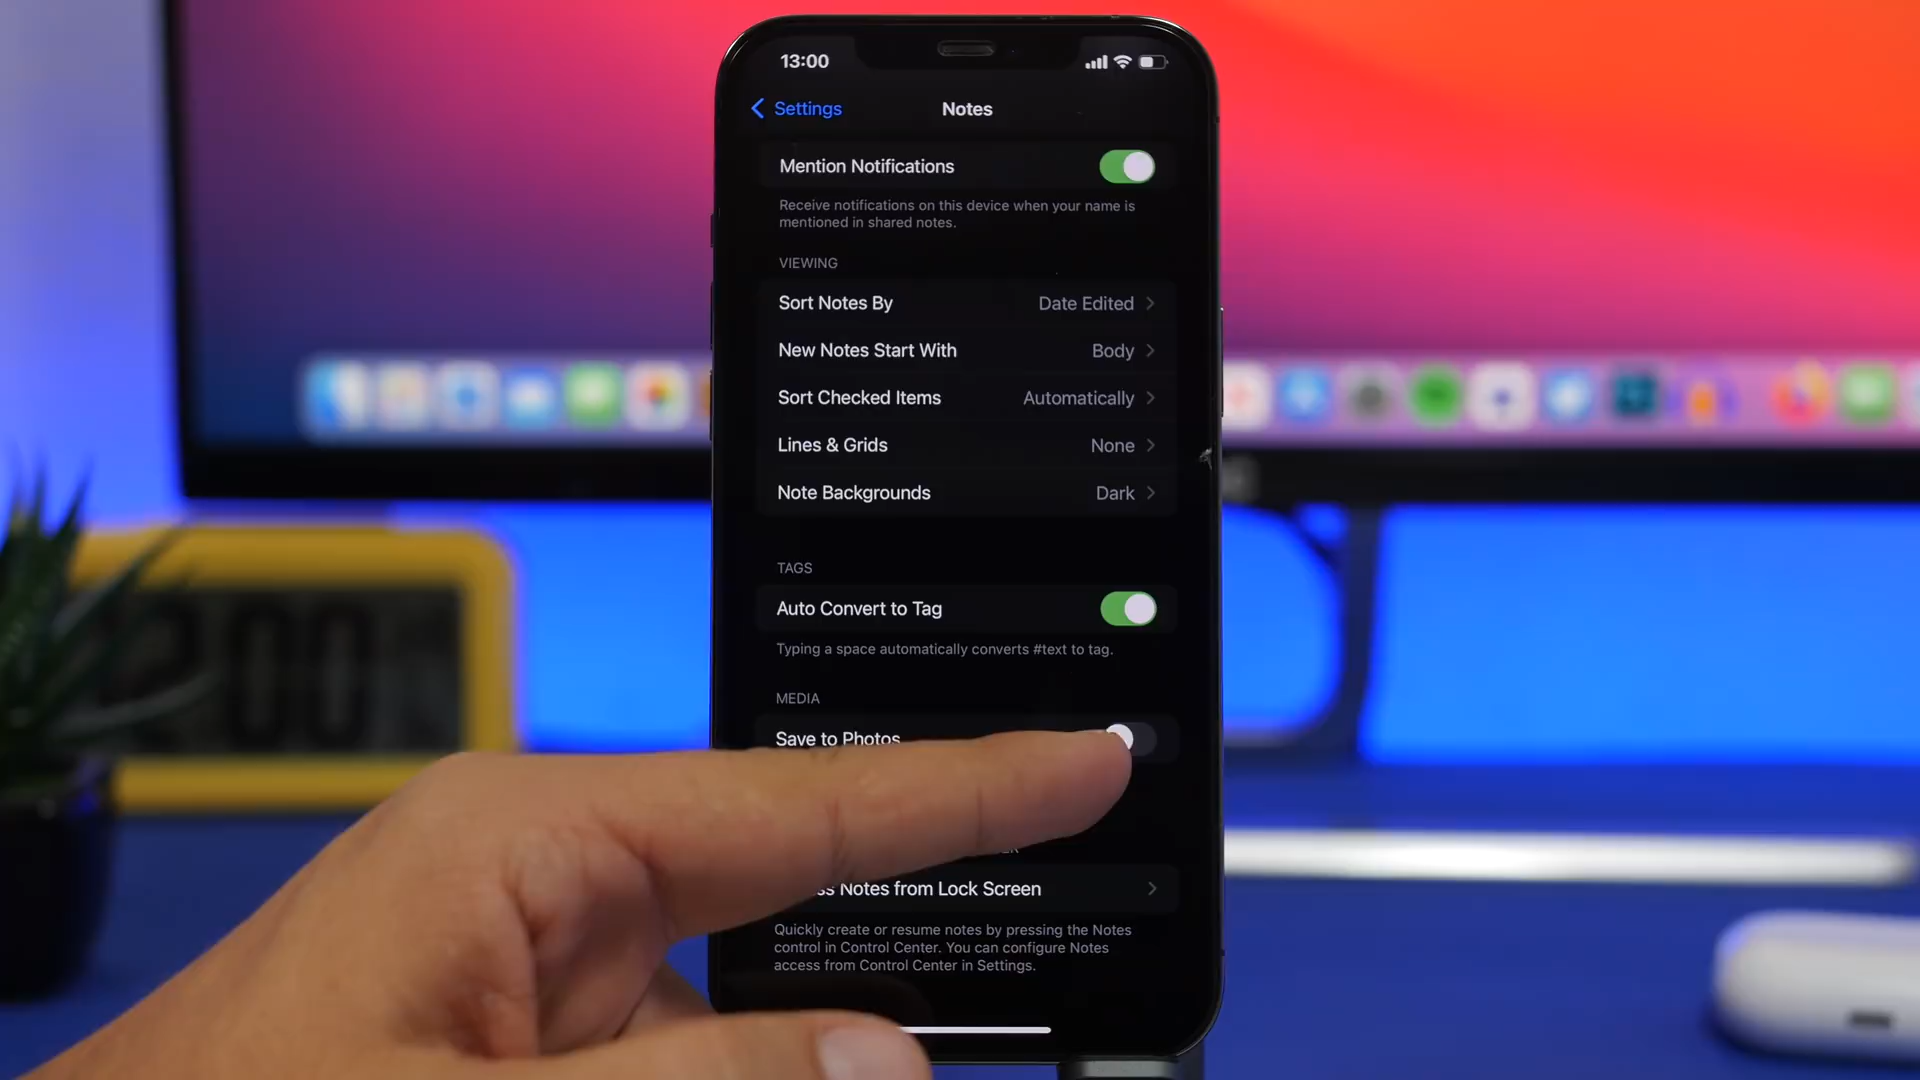 13:00
Settings
Notes
Mention Notifications
Receive notifications on this device when your name is
mentioned in shared notes.
VIEWING
Sort Notes By Date Edited
New Notes Start With Body
Sort Checked Items Automatically
Lines & Grids None
Note Backgrounds Dark
TAGS
Auto Convert to Tag
Typing a space automatically converts #text to tag.
MEDIA
Save to Photos
Notes from Lock Screen
Quickly create or resume notes by pressing the Notes
control in Control Center. You can configure Notes
access from Control Center in Settings.